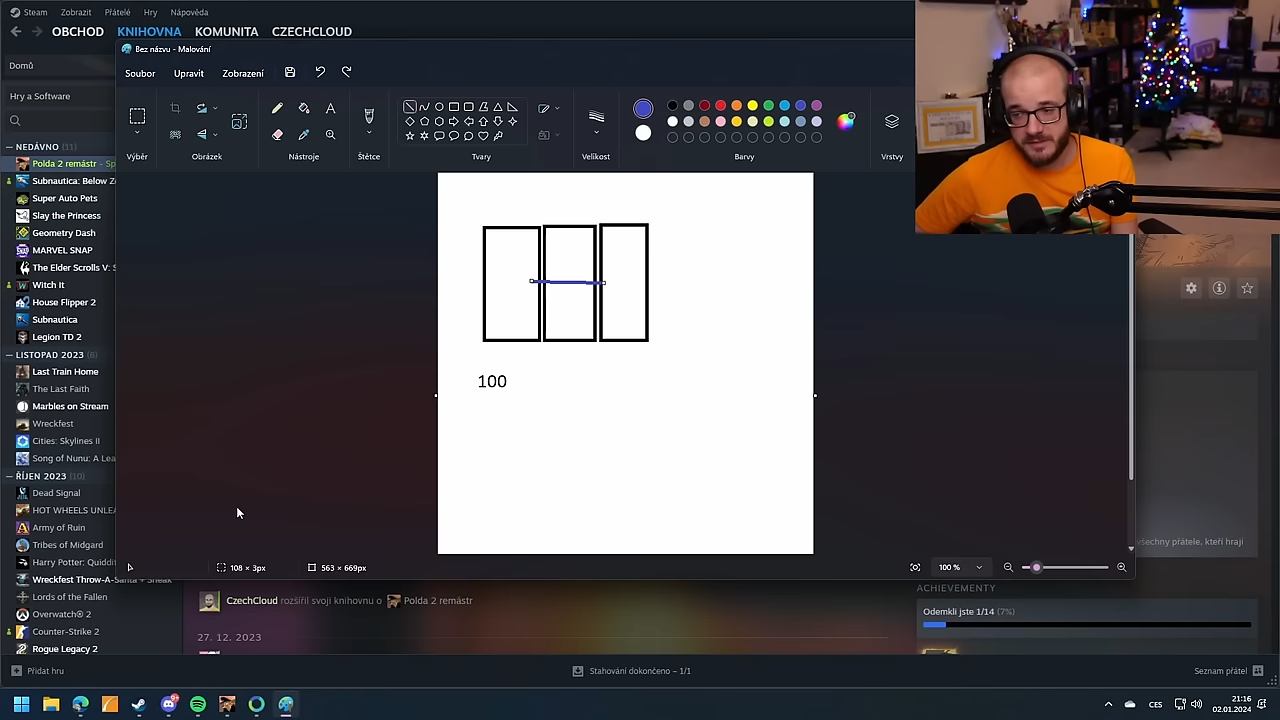 Steam Zobrazit Přátelé Hry Nápověda
OBCHOD KNIHOVNA KOMUNITA CZECHCLOUD
Bez názvu - Malování
Domů
Soubor Upravit Zobrazení
Hry a Software
Výběr Obrázek Nástroje Štětce Tvary Velikost Barvy Vrstvy
NEDÁVNO (11)
Polda 2 remástr - Sp
Subnautica: Below Z
Super Auto Pets
Slay the Princess
Geometry Dash
MARVEL SNAP
The Elder Scrolls V: S
Witch It
House Flipper 2
Subnautica
Legion TD 2
LISTOPAD 2023 (6)
Last Train Home
The Last Faith
Marbles on Stream
Wreckfest
Cities: Skylines II
Song of Nunu: A Lea
ŘÍJEN 2023 (10)
Dead Signal
HOT WHEELS UNLEA
Army of Ruin
Tribes of Midgard
Harry Potter: Quiddit
Wreckfest Throw-A-Santa + Sneak
Lords of the Fallen
Overwatch® 2
Counter-Strike 2
Rogue Legacy 2
100
všechny přátele, kteří hrají
108 × 3px 563 × 669px 100 %
ACHIEVEMENTY
CzechCloud rozšířil svoji knihovnu o Polda 2 remástr
Odemkli jste 1/14 (7%)
27. 12. 2023
Přidat hru Stahování dokončeno – 1/1 Seznam přátel
CES 21:16
02.01.2024